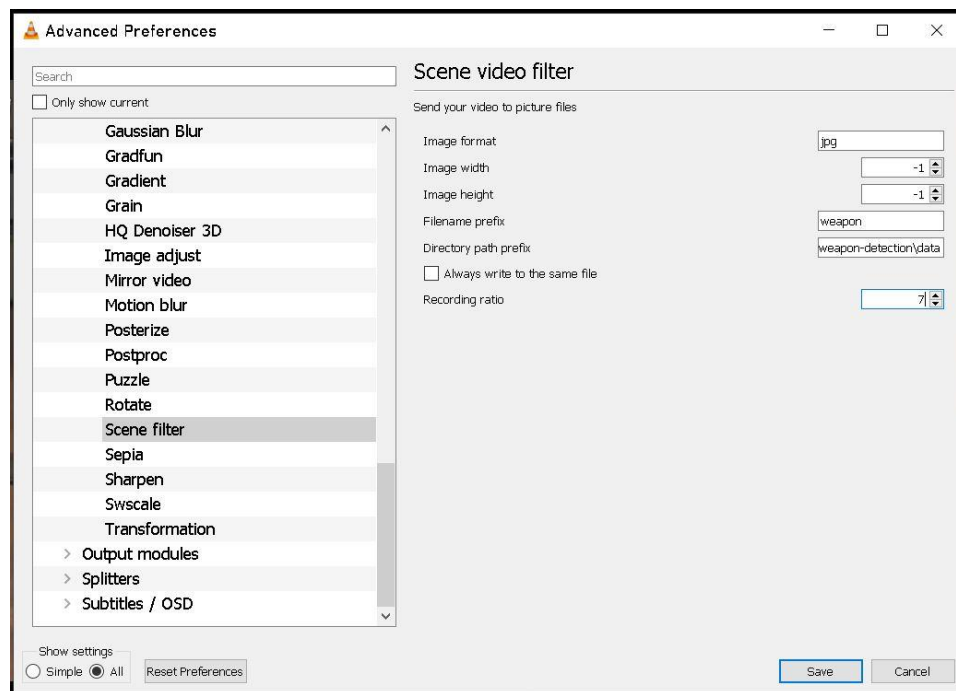 Advanced Preferences
Search
Only show current
Gaussian Blur
Gradfun
Gradient
Grain
HQ Denoiser 3D
Image adjust
Mirror video
Motion blur
Posterize
Postproc
Puzzle
Rotate
Scene filter
Sepia
Sharpen
Swscale
Transformation
Output modules
Splitters
Subtitles / OSD
Show settings
Simple All
Reset Preferences
Scene video filter
Send your video to picture files
Image format jpg
Image width -1
Image height -1
Filename prefix weapon
Directory path prefix weapon-detection\data
Always write to the same file
Recording ratio 7
Save Cancel